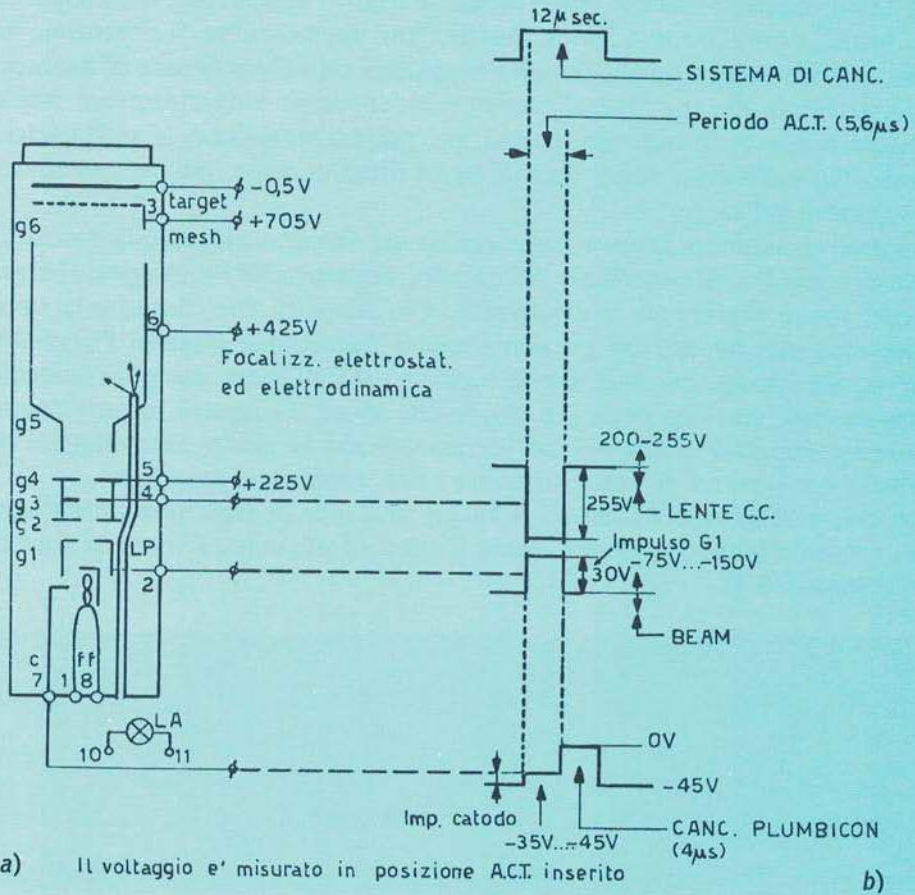 12µ sec.
SISTEMA DI CANC.
Periodo A.C.T. (5,6µs)
target
-0,5V
3
+705V
mesh
g6
6
+425V
Focalizz. elettrostat.
ed elettrodinamica
g5
200-255V
g4
5
+225V
g3
4
255V
LENTE C.C.
g2
g1
LP
Impulso G1
-75V...-150V
30V
2
BEAM
c
ff
7
1
8
LA
10
11
0V
-45V
Imp. catodo
-35V...-45V
CANC. PLUMBICON
(4µs)
a)
Il voltaggio e' misurato in posizione A.C.T. inserito
b)